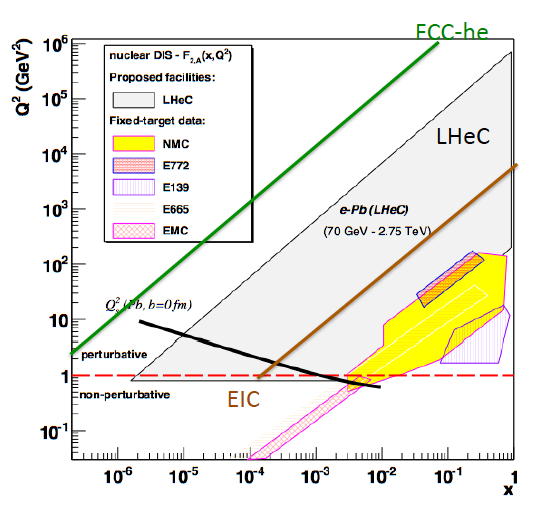 FCC-he
nuclear DIS - F2,A(x,Q²)
Proposed facilities:
LHeC
Fixed-target data:
NMC
E772
E139
E665
EMC
LHeC
e-Pb (LHeC)
(70 GeV - 2.75 TeV)
Q²s(Pb, b=0 fm)
perturbative
non-perturbative
EIC
Q² (GeV²)
10⁶
10⁵
10⁴
10³
10²
10
1
10⁻¹
10⁻⁶ 10⁻⁵ 10⁻⁴ 10⁻³ 10⁻² 10⁻¹ 1
x